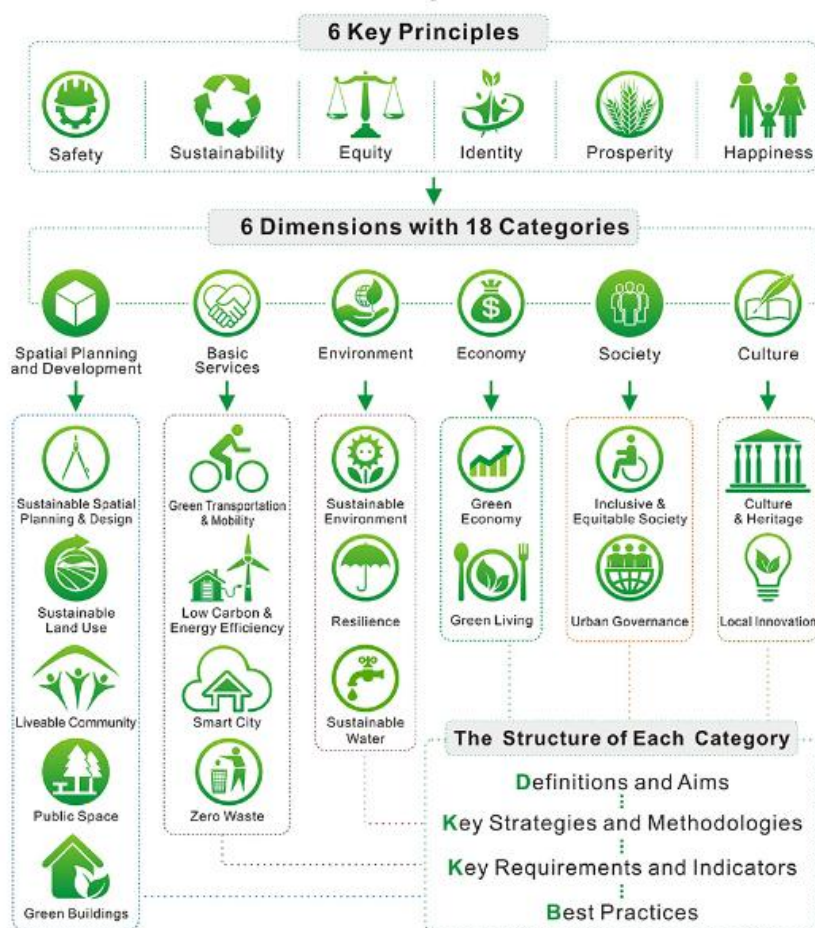 6 Key Principles
Safety
Sustainability
Equity
Identity
Prosperity
Happiness
6 Dimensions with 18 Categories
Spatial Planning
and Development
Basic
Services
Environment
Economy
Society
Culture
Sustainable Spatial
Planning & Design
Sustainable
Land Use
Liveable Community
Public Space
Green Buildings
Green Transportation
& Mobility
Low Carbon &
Energy Efficiency
Smart City
Zero Waste
Sustainable
Environment
Resilience
Sustainable
Water
Green
Economy
Green Living
Inclusive &
Equitable Society
Urban Governance
Culture
& Heritage
Local Innovation
The Structure of Each Category
Definitions and Aims
Key Strategies and Methodologies
Key Requirements and Indicators
Best Practices